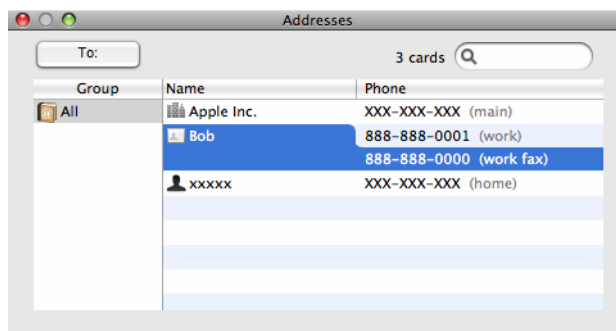 Addresses
To:
3 cards
Group Name Phone
All Apple Inc. XXX-XXX-XXX (main)
Bob 888-888-0001 (work)
888-888-0000 (work fax)
xxxxx XXX-XXX-XXX (home)